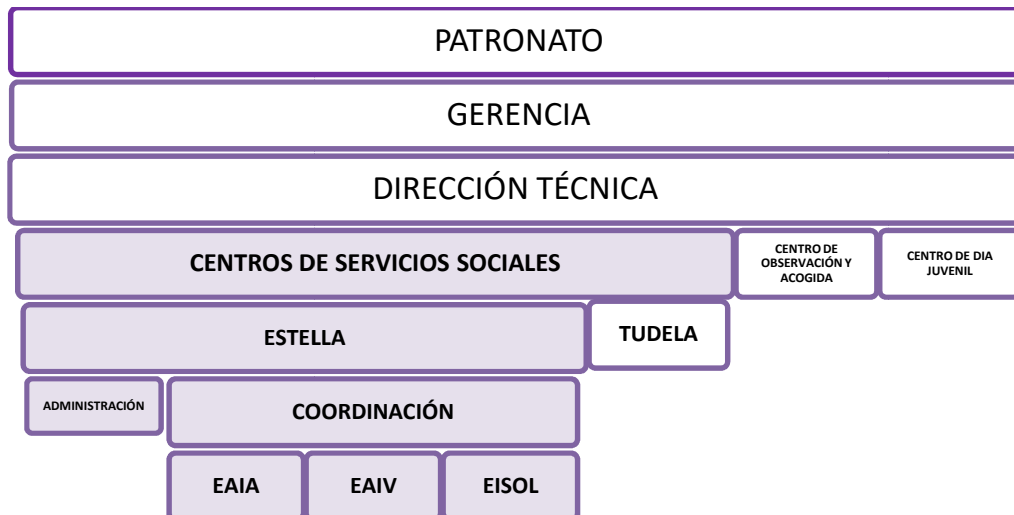 PATRONATO
GERENCIA
DIRECCIÓN TÉCNICA
CENTROS DE SERVICIOS SOCIALES
CENTRO DE
OBSERVACIÓN Y
ACOGIDA
CENTRO DE DIA
JUVENIL
ESTELLA
TUDELA
ADMINISTRACIÓN
COORDINACIÓN
EAIA
EAIV
EISOL